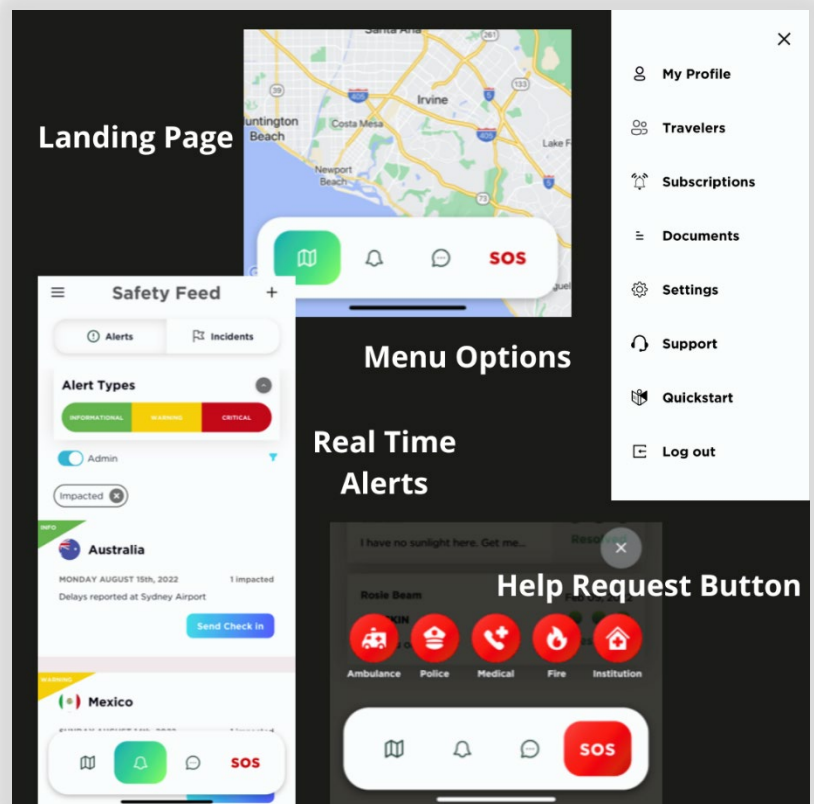 Landing Page
Santa Ana
261
133
39
405
Irvine
5
Huntington
Beach
Costa Mesa
405
Lake F
Newport
Beach
5
73
SOS
My Profile
Travelers
Subscriptions
Documents
Settings
Support
Quickstart
Log out
Menu Options
Safety Feed
Alerts
Incidents
Alert Types
INFORMATIONAL
WARNING
CRITICAL
Admin
Impacted
INFO
Australia
MONDAY AUGUST 15th, 2022
1 impacted
Delays reported at Sydney Airport
Send Check in
WARNING
Mexico
SOS
Real Time
Alerts
I have no sunlight here. Get me...
Resolved
Help Request Button
Rosie Beam
Ambulance
Police
Medical
Fire
Institution
SOS